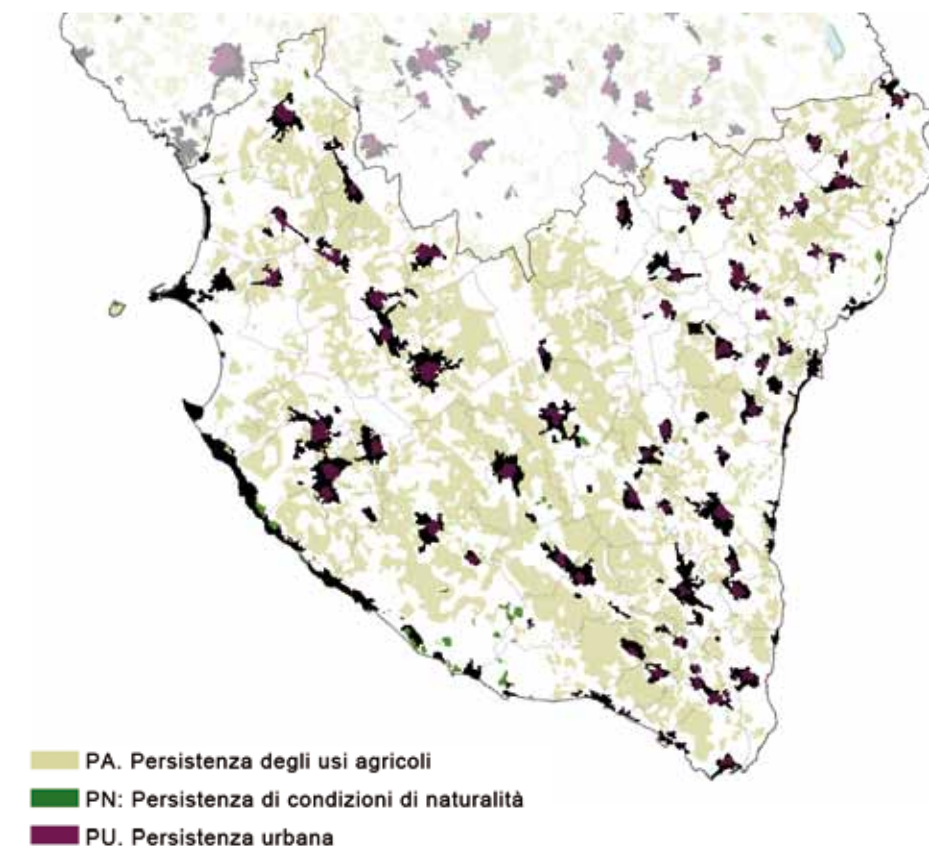 PA. Persistenza degli usi agricoli
PN: Persistenza di condizioni di naturalità
PU. Persistenza urbana